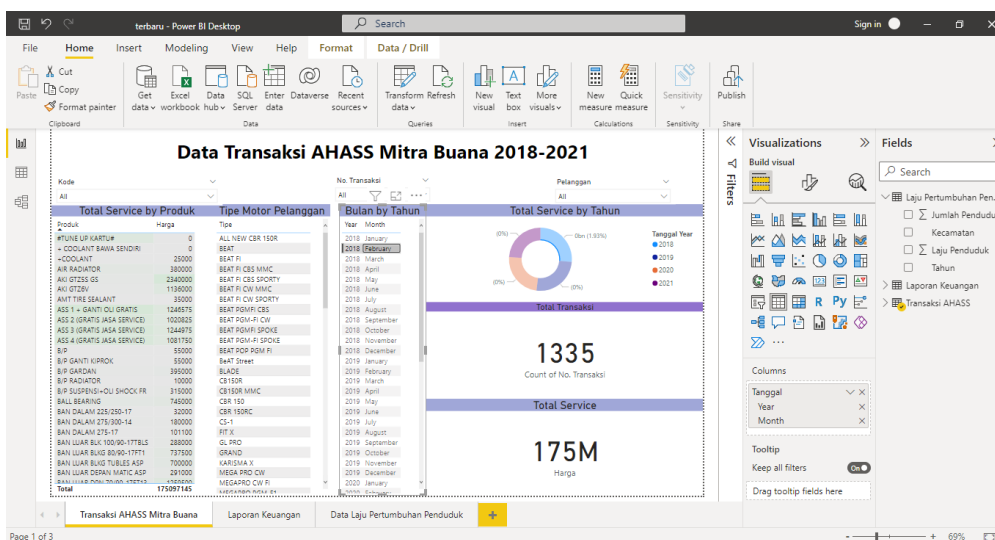 terbaru - Power BI Desktop
Search
Sign in
File Home Insert Modeling View Help Format Data / Drill
Paste
Cut
Copy
Format painter
Get data
Excel workbook
Data hub
SQL Server
Enter data
Dataverse
Recent sources
Transform data
Refresh
New visual
Text box
More visuals
New measure
Quick measure
Sensitivity
Publish
Clipboard Data Queries Insert Calculations Sensitivity Share
Data Transaksi AHASS Mitra Buana 2018-2021
Kode
All
No. Transaksi
All
Pelanggan
All
Total Service by Produk
Produk Harga
#TUNE UP KARTU# 0
+ COOLANT BAWA SENDIRI 0
+COOLANT 25000
AIR RADIATOR 380000
AKI GTZ5S GS 2340000
AKI GTZ6V 1136000
AMT TIRE SEALANT 35000
ASS 1 + GANTI OLI GRATIS 1246575
ASS 2 (GRATIS JASA SERVICE) 1020825
ASS 3 (GRATIS JASA SERVICE) 1244975
ASS 4 (GRATIS JASA SERVICE) 1081750
B/P 55000
B/P GANTI KIPROK 55000
B/P GARDAN 395000
B/P RADIATOR 10000
B/P SUSPENSI+OLI SHOCK FR 315000
BALL BEARING 745000
BAN DALAM 225/250-17 32000
BAN DALAM 275/300-14 180000
BAN DALAM 275-17 101100
BAN LUAR BLK 100/90-17TBLS 288000
BAN LUAR BLKG 80/90-17FT1 737500
BAN LUAR BLKG TUBLES ASP 700000
BAN LUAR DEPAN MATIC ASP 291000
Total 175097145
Tipe Motor Pelanggan
Tipe
ALL NEW CBR 150R
BEAT
BEAT FI
BEAT FI CBS MMC
BEAT FI CBS SPORTY
BEAT FI CW MMC
BEAT FI CW SPORTY
BEAT PGMFI CBS
BEAT PGM-FI CW
BEAT PGMFI SPOKE
BEAT PGM-FI SPOKE
BEAT POP PGM FI
BeAT Street
BLADE
CB150R
CB150R MMC
CBR 150
CBR 150RC
CS-1
FIT X
GL PRO
GRAND
KARISMA X
MEGA PRO CW
MEGAPRO CW FI
Bulan by Tahun
Year Month
2018 January
2018 February
2018 March
2018 April
2018 May
2018 June
2018 July
2018 August
2018 September
2018 October
2018 November
2018 December
2019 January
2019 February
2019 March
2019 April
2019 May
2019 June
2019 July
2019 August
2019 September
2019 October
2019 November
2019 December
2020 January
2020 February
Total Service by Tahun
(0%)
0bn (1.93%)
(0%)
(0%)
Tanggal Year
2018
2019
2020
2021
Total Transaksi
1335
Count of No. Transaksi
Total Service
175M
Harga
Filters
Visualizations
Build visual
R Py
123
Columns
Tanggal
Year
Month
Tooltip
Keep all filters
On
Drag tooltip fields here
Fields
Search
Laju Pertumbuhan Pen.
Jumlah Pendudu
Kecamatan
Laju Penduduk
Tahun
Laporan Keuangan
Transaksi AHASS
Transaksi AHASS Mitra Buana
Laporan Keuangan
Data Laju Pertumbuhan Penduduk
Page 1 of 3
69%